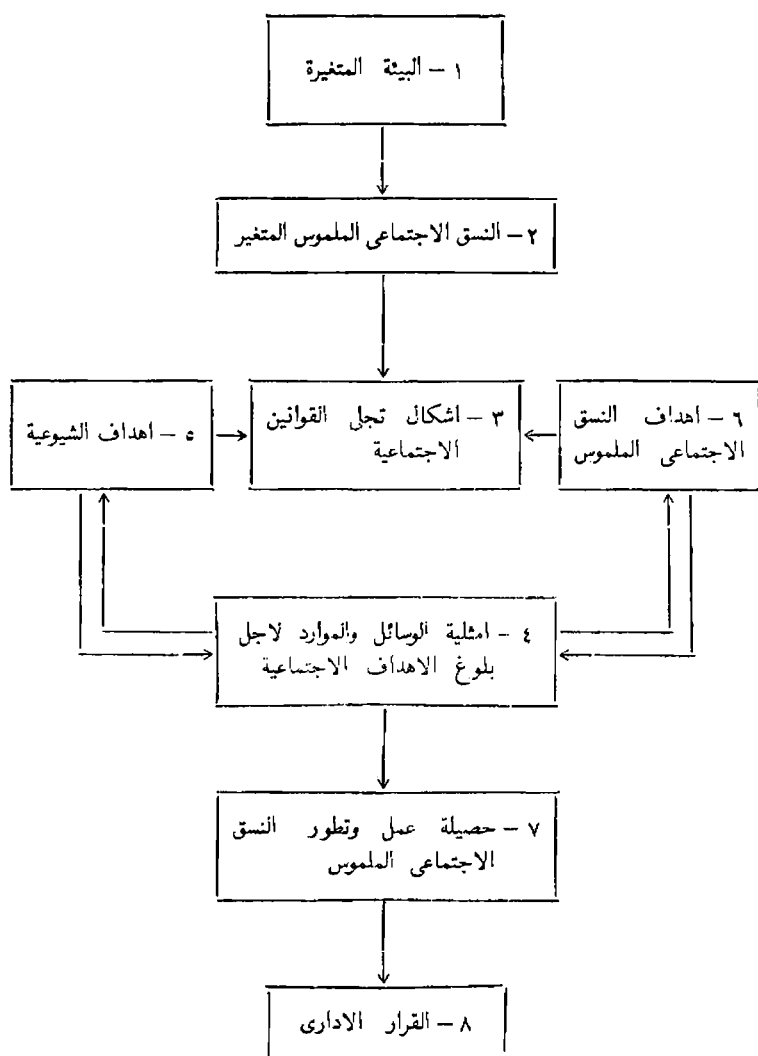 ١ – البيئة المتغيرة
٢ – النسق الاجتماعى الملموس المتغير
٣ – اشكال تجلى القوانين
الاجتماعية
٦ – اهداف النسق
الاجتماعى الملموس
٥ – اهداف الشيوعية
٤ – امثلية الوسائل والموارد لاجل
بلوغ الاهداف الاجتماعية
٧ – حصيلة عمل وتطور النسق
الاجتماعى الملموس
٨ – القرار الادارى